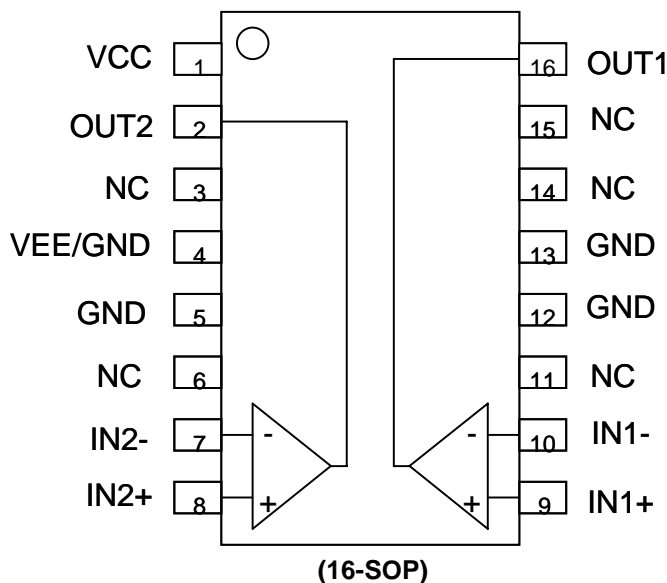 VCC 1 16 OUT1
OUT2 2 15 NC
NC 3 14 NC
VEE/GND 4 13 GND
GND 5 12 GND
NC 6 11 NC
IN2- 7 - - 10 IN1-
IN2+ 8 + + 9 IN1+
(16-SOP)